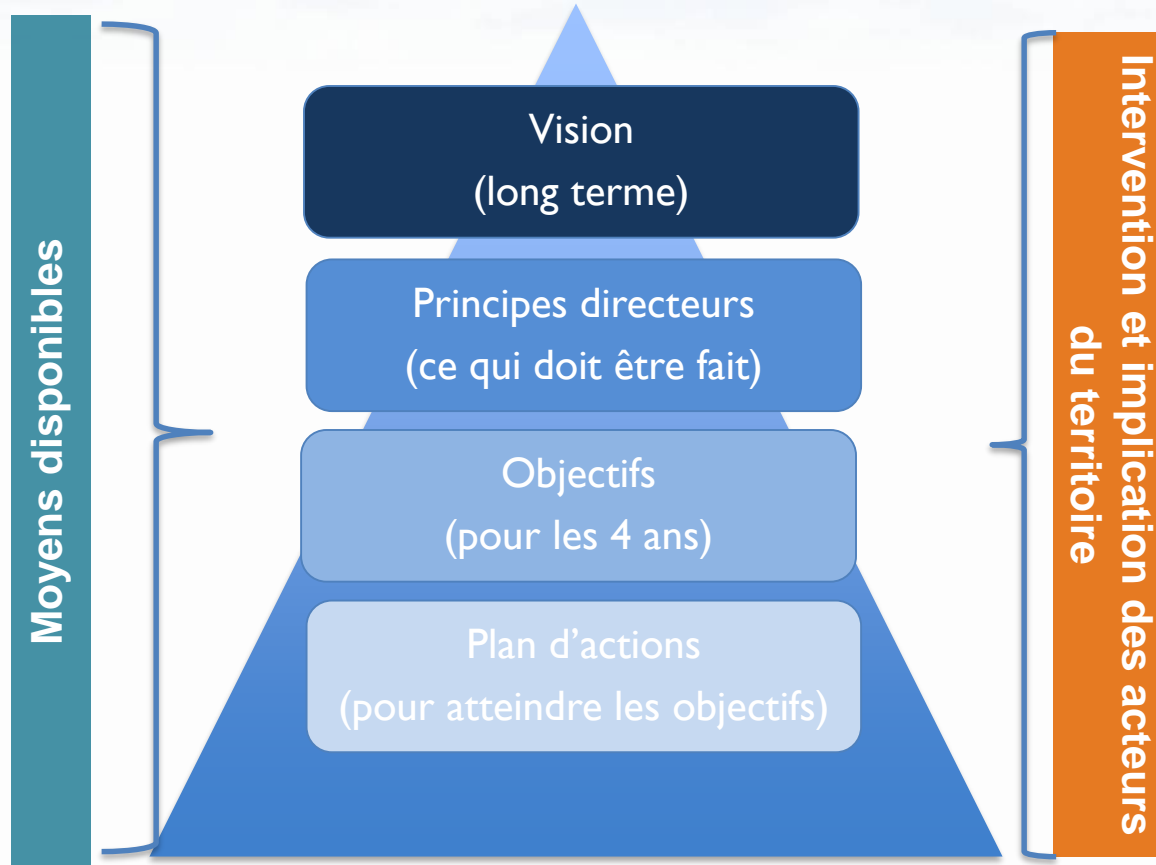 Moyens disponibles
Vision
(long terme)
Principes directeurs
(ce qui doit être fait)
Objectifs
(pour les 4 ans)
Plan d’actions
(pour atteindre les objectifs)
Intervention et implication des acteurs
du territoire